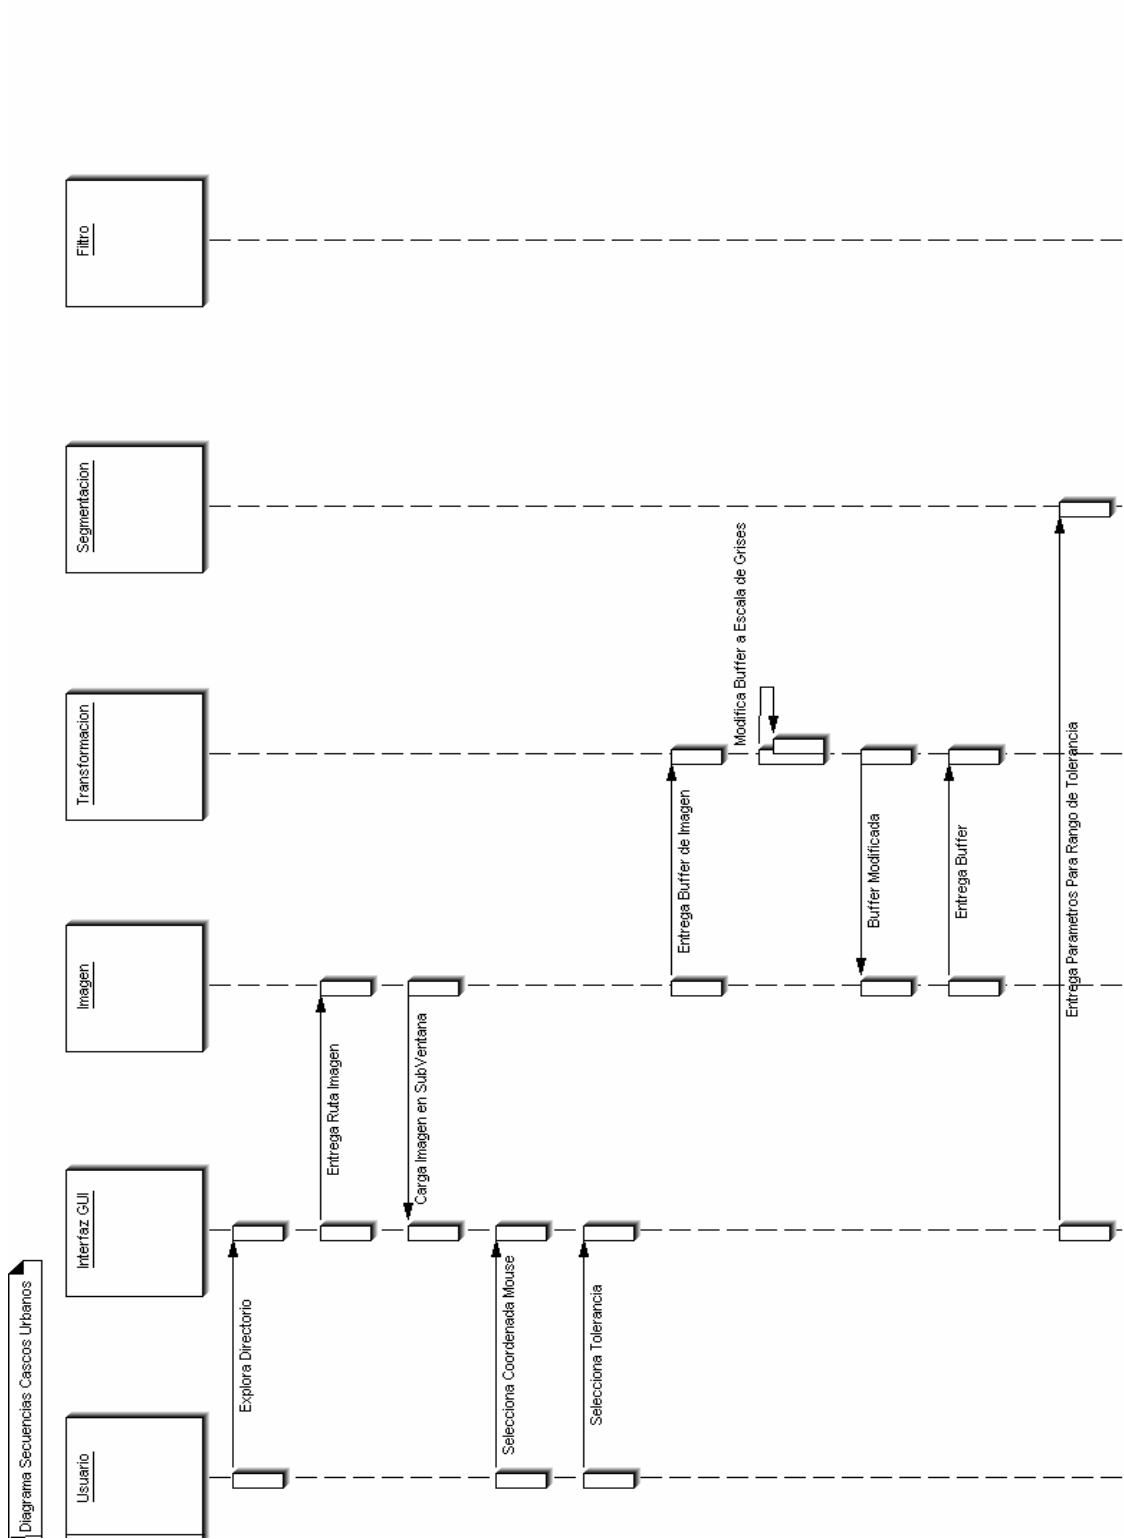 Diagrama Secuencias Cascos Urbanos
Usuario
Interfaz GUI
Imagen
Transformacion
Segmentacion
Filtro
Explora Directorio
Entrega Ruta Imagen
Carga Imagen en SubVentana
Selecciona Coordenada Mouse
Selecciona Tolerancia
Entrega Buffer de Imagen
Modifica Buffer a Escala de Grises
Buffer Modificada
Entrega Buffer
Entrega Parametros Para Rango de Tolerancia